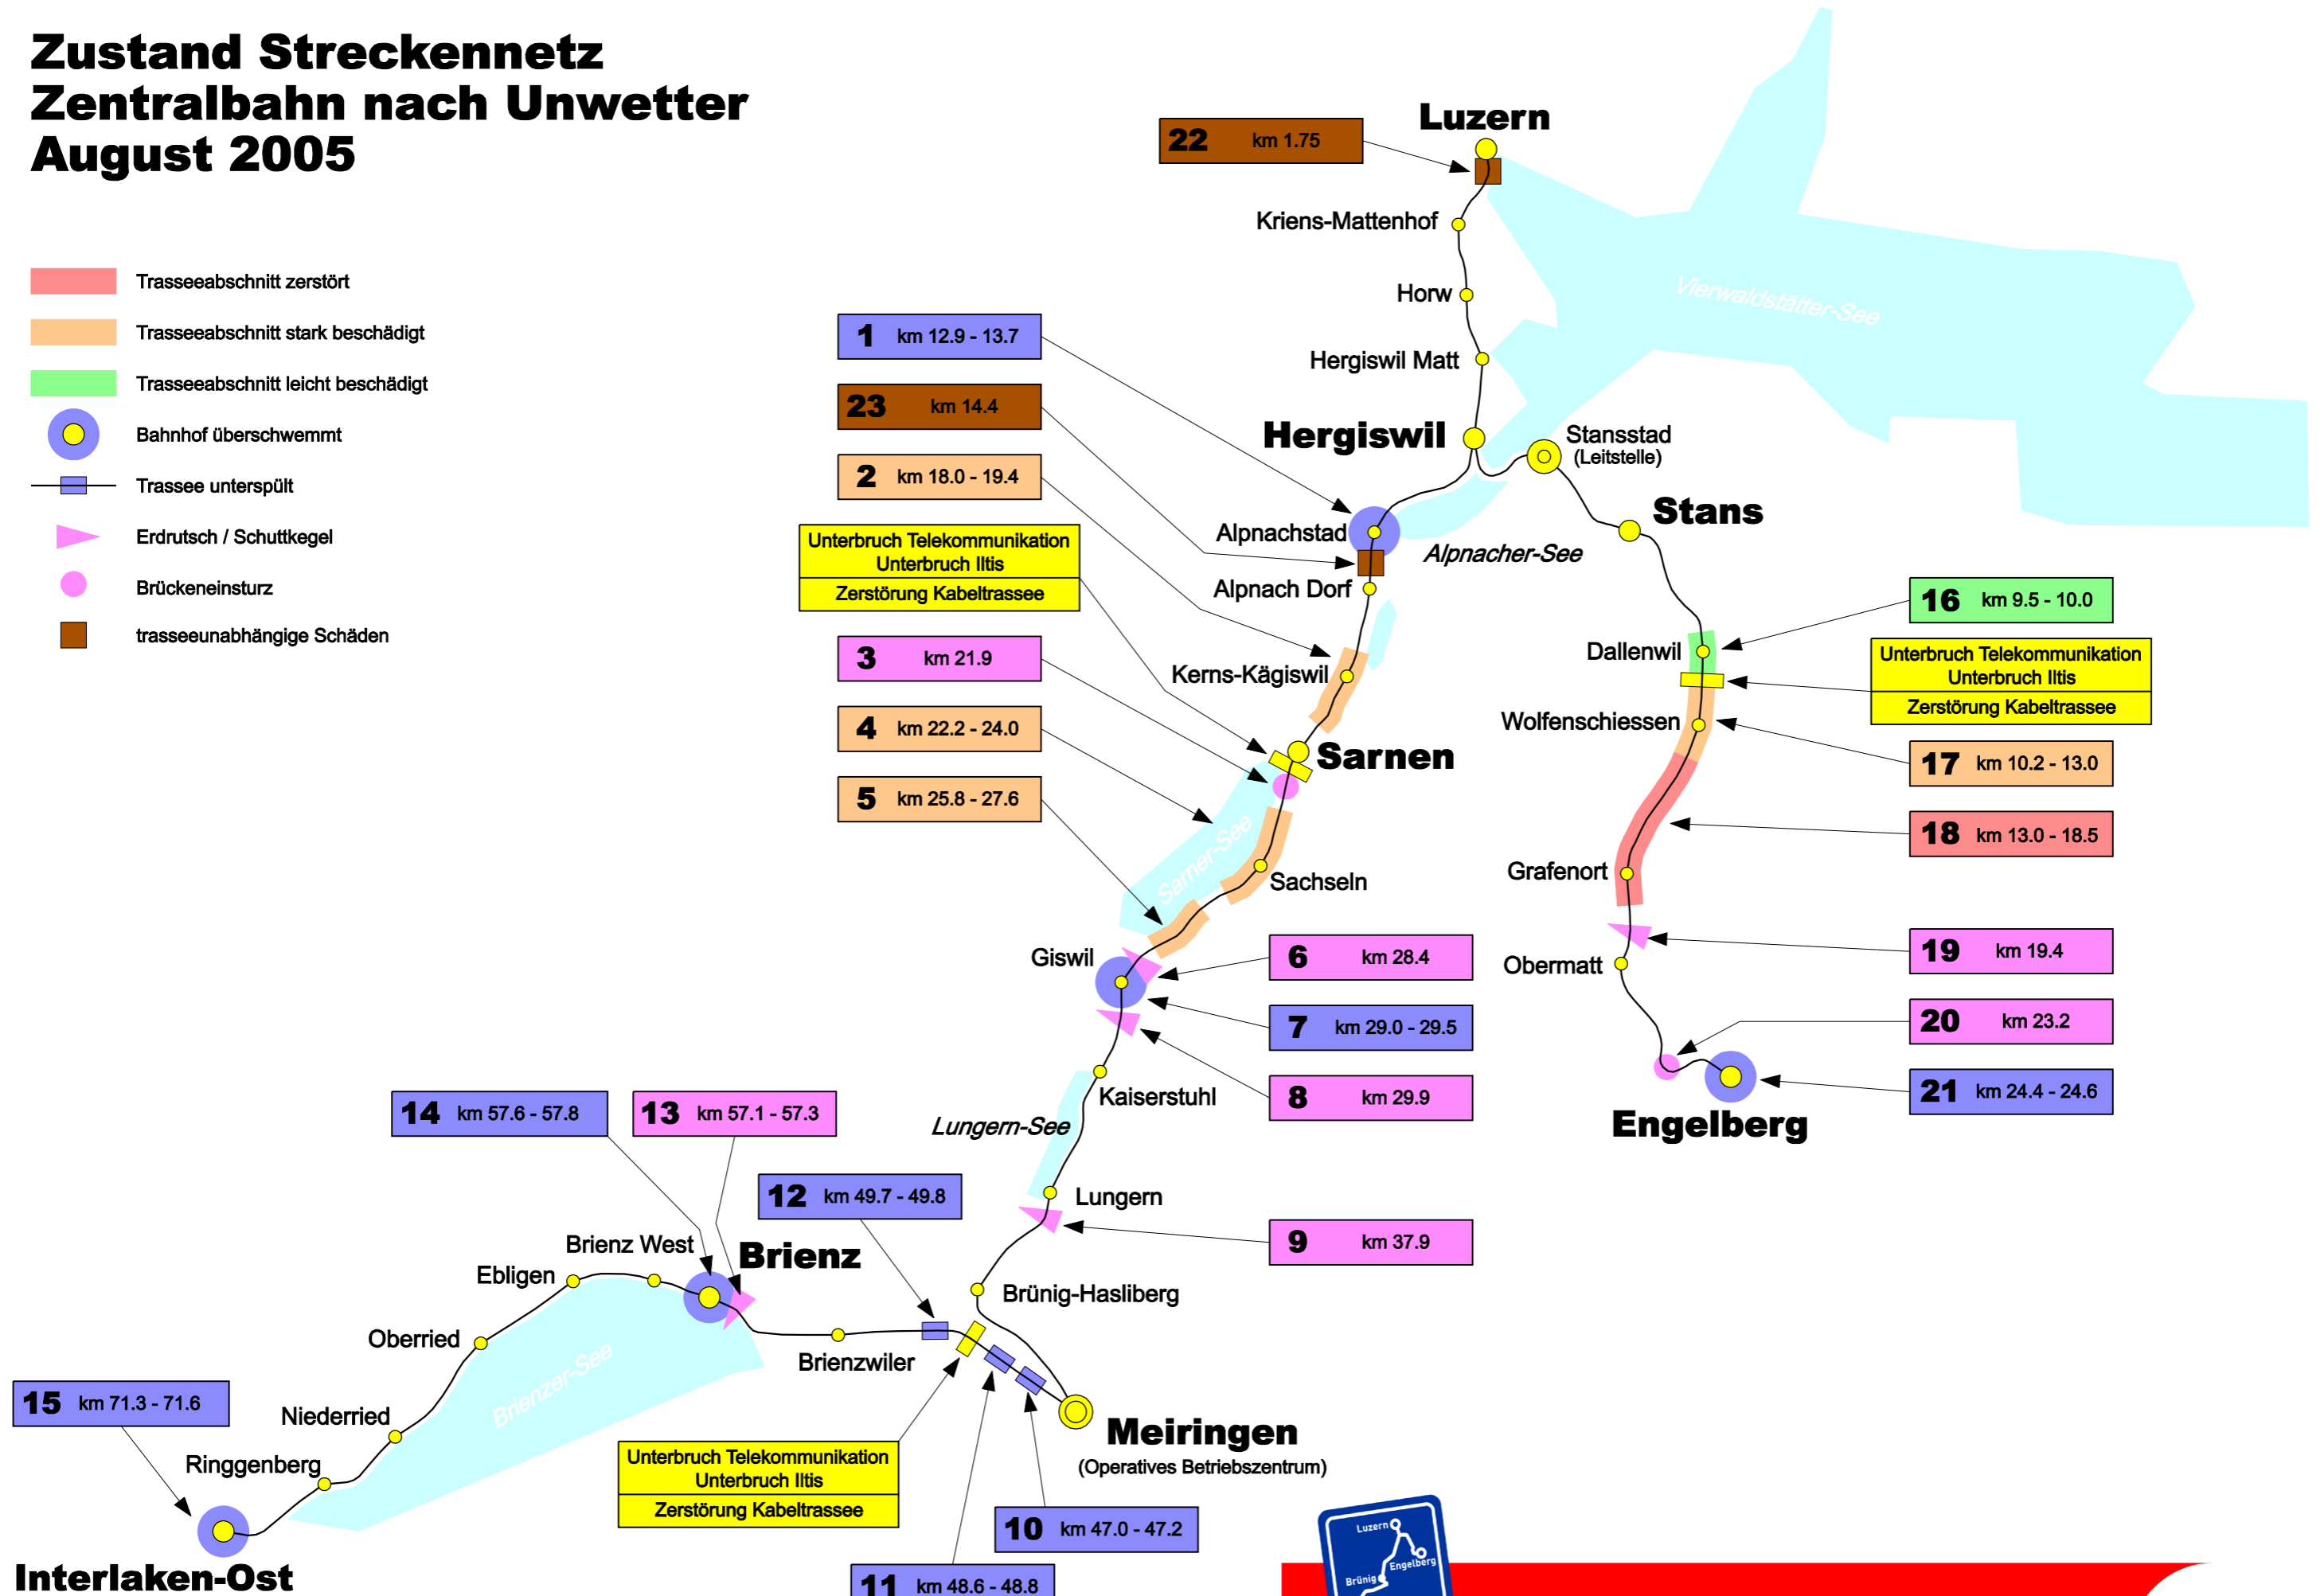 Zustand Streckennetz
Zentralbahn nach Unwetter
August 2005
Trasseeabschnitt zerstört
Trasseeabschnitt stark beschädigt
Trasseeabschnitt leicht beschädigt
Bahnhof überschwemmt
Trassee unterspült
Erdrutsch / Schuttkegel
Brückeneinsturz
trasseeunabhängige Schäden
Luzern
22 km 1.75
Kriens-Mattenhof
Horw
Vierwaldstätter-See
1 km 12.9 - 13.7
Hergiswil Matt
23 km 14.4
Hergiswil
Stansstad
(Leitstelle)
2 km 18.0 - 19.4
Stans
Alpnachstad
Unterbruch Telekommunikation
Unterbruch Iltis
Zerstörung Kabeltrassee
Alpnacher-See
Alpnach Dorf
16 km 9.5 - 10.0
3 km 21.9
Dallenwil
Unterbruch Telekommunikation
Unterbruch Iltis
Zerstörung Kabeltrassee
Kerns-Kägiswil
4 km 22.2 - 24.0
Wolfenschiessen
Sarnen
17 km 10.2 - 13.0
5 km 25.8 - 27.6
18 km 13.0 - 18.5
Sarner-See
Sachseln
Grafenort
Giswil
6 km 28.4
19 km 19.4
Obermatt
7 km 29.0 - 29.5
20 km 23.2
8 km 29.9
Kaiserstuhl
21 km 24.4 - 24.6
Engelberg
14 km 57.6 - 57.8
13 km 57.1 - 57.3
Lungern-See
12 km 49.7 - 49.8
Lungern
9 km 37.9
Brienz West
Brienz
Ebligen
Brünig-Hasliberg
Oberried
Brienzwiler
Brienzer-See
15 km 71.3 - 71.6
Niederried
Meiringen
(Operatives Betriebszentrum)
Ringgenberg
Unterbruch Telekommunikation
Unterbruch Iltis
Zerstörung Kabeltrassee
10 km 47.0 - 47.2
Interlaken-Ost
11 km 48.6 - 48.8
Luzern
Engelberg
Brünig